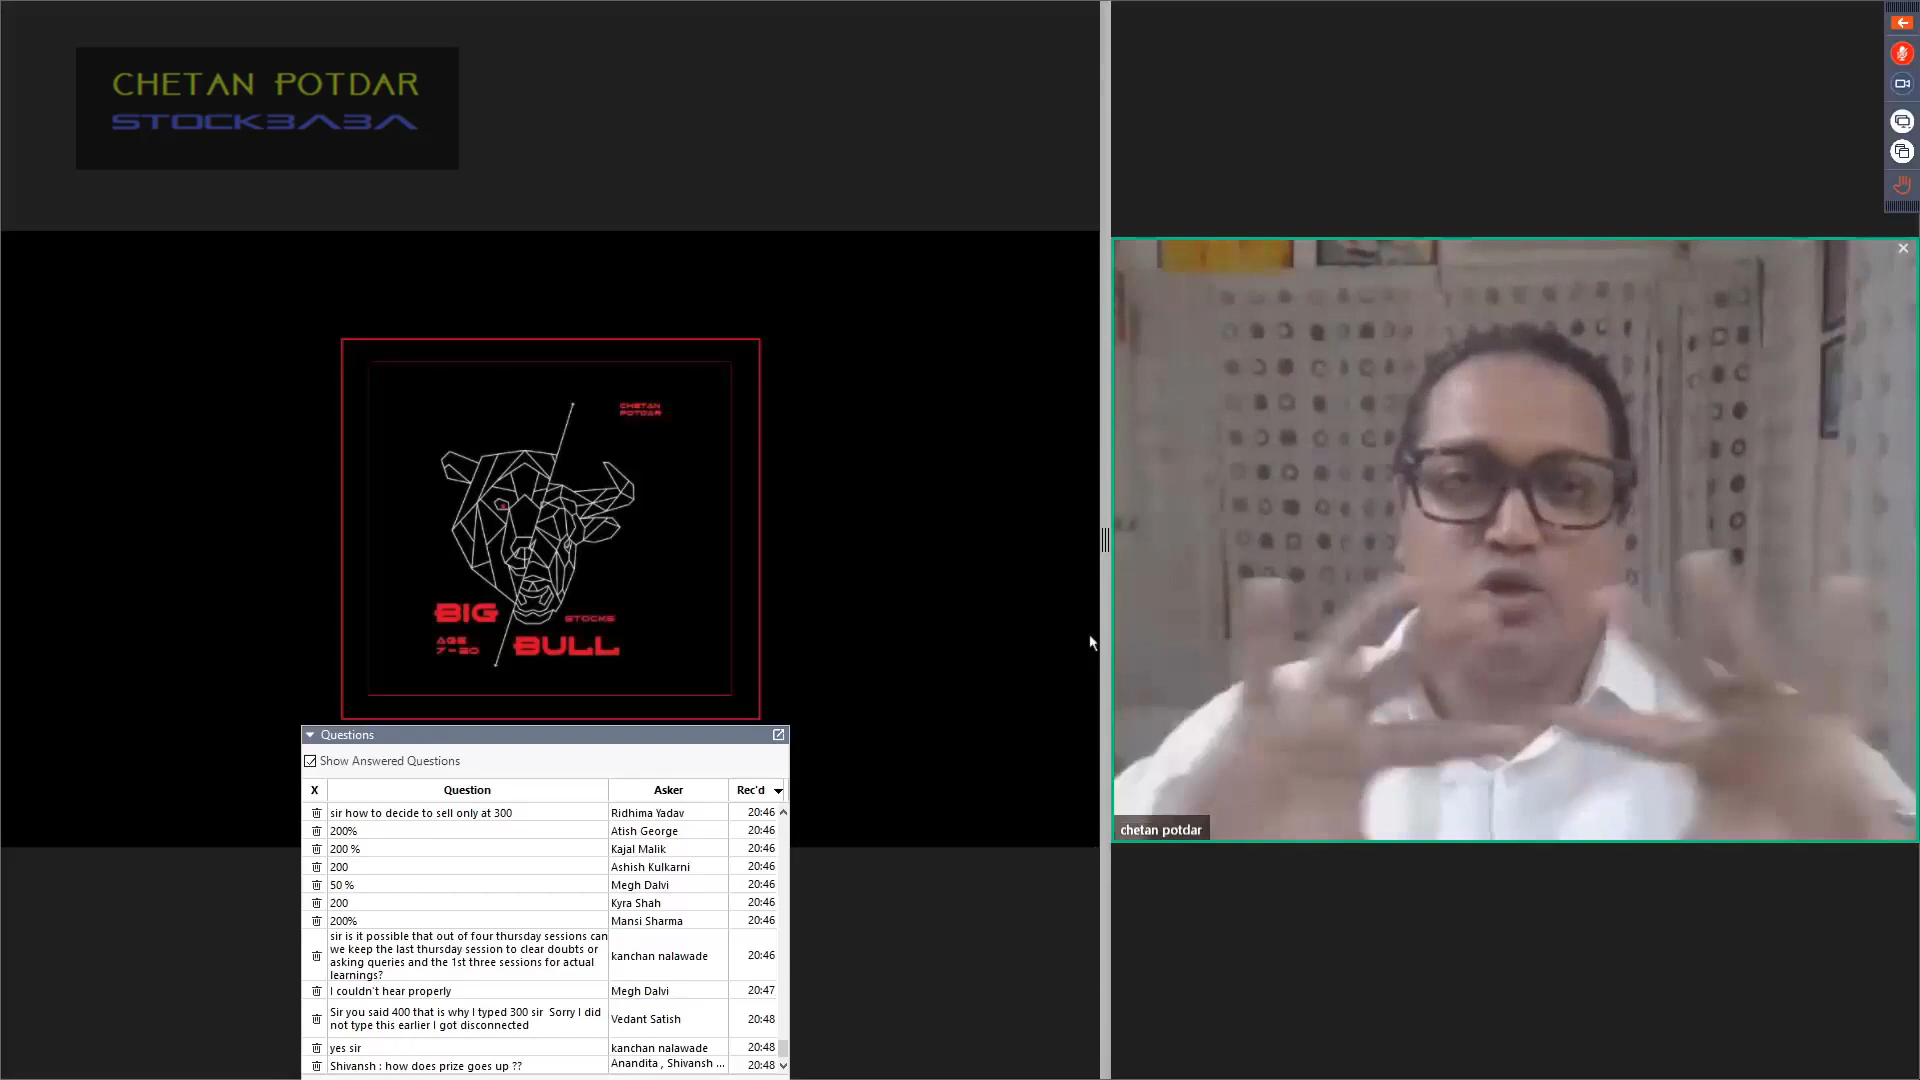 CHETAN POTDAR
STOCKBABA
CHETAN
POTDAR
BIG
STOCKS
AGE
7-20
BULL
Questions
Show Answered Questions
X Question Asker Rec'd
sir how to decide to sell only at 300 Ridhima Yadav 20:46
200% Atish George 20:46
200 % Kajal Malik 20:46
200 Ashish Kulkarni 20:46
50 % Megh Dalvi 20:46
200 Kyra Shah 20:46
200% Mansi Sharma 20:46
sir is it possible that out of four thursday sessions can
we keep the last thursday session to clear doubts or
asking queries and the 1st three sessions for actual
learnings? kanchan nalawade 20:46
I couldn't hear properly Megh Dalvi 20:47
Sir you said 400 that is why I typed 300 sir Sorry I did
not type this earlier I got disconnected Vedant Satish 20:48
yes sir kanchan nalawade 20:48
Shivansh : how does prize goes up ?? Anandita , Shivansh ... 20:48
chetan potdar